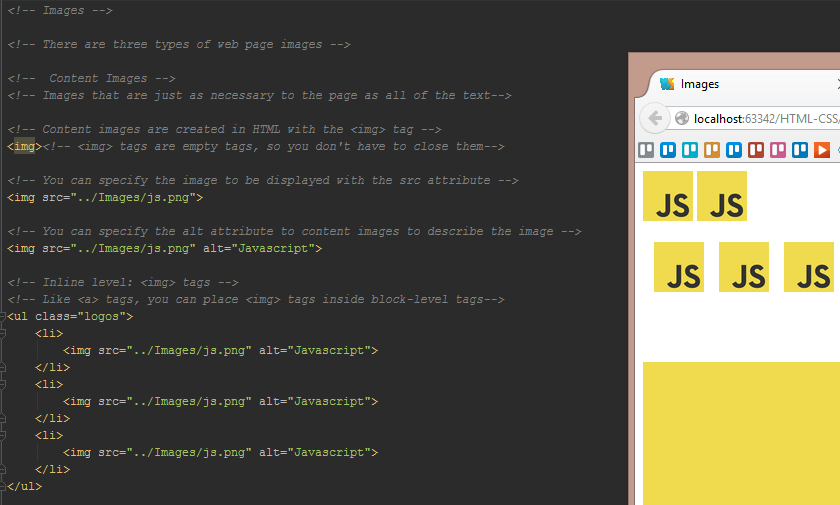 <!-- Images -->
<!-- There are three types of web page images -->
<!--  Content Images -->
<!-- Images that are just as necessary to the page as all of the text-->
<!-- Content images are created in HTML with the <img> tag -->
<img><!-- <img> tags are empty tags, so you don't have to close them-->
<!-- You can specify the image to be displayed with the src attribute -->
<img src="../Images/js.png">
<!-- You can specify the alt attribute to content images to describe the image -->
<img src="../Images/js.png" alt="Javascript">
<!-- Inline level: <img> tags -->
<!-- Like <a> tags, you can place <img> tags inside block-level tags-->
<ul class="logos">
<li>
<img src="../Images/js.png" alt="Javascript">
</li>
<li>
<img src="../Images/js.png" alt="Javascript">
</li>
<li>
<img src="../Images/js.png" alt="Javascript">
</li>
</ul>
Images
localhost:63342/HTML-CSS/
JS JS
JS JS JS